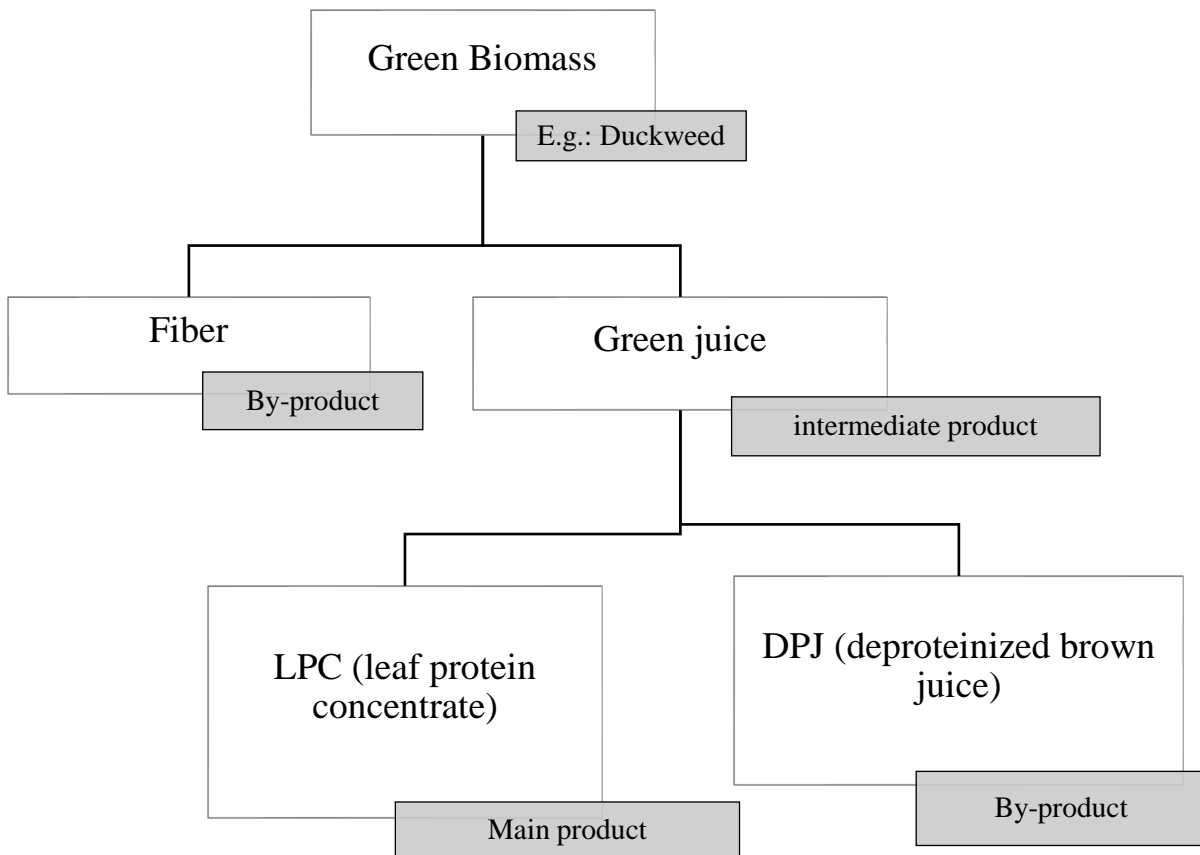 Green Biomass
E.g.: Duckweed
Fiber
By-product
Green juice
intermediate product
LPC (leaf protein
concentrate)
Main product
DPJ (deproteinized brown
juice)
By-product